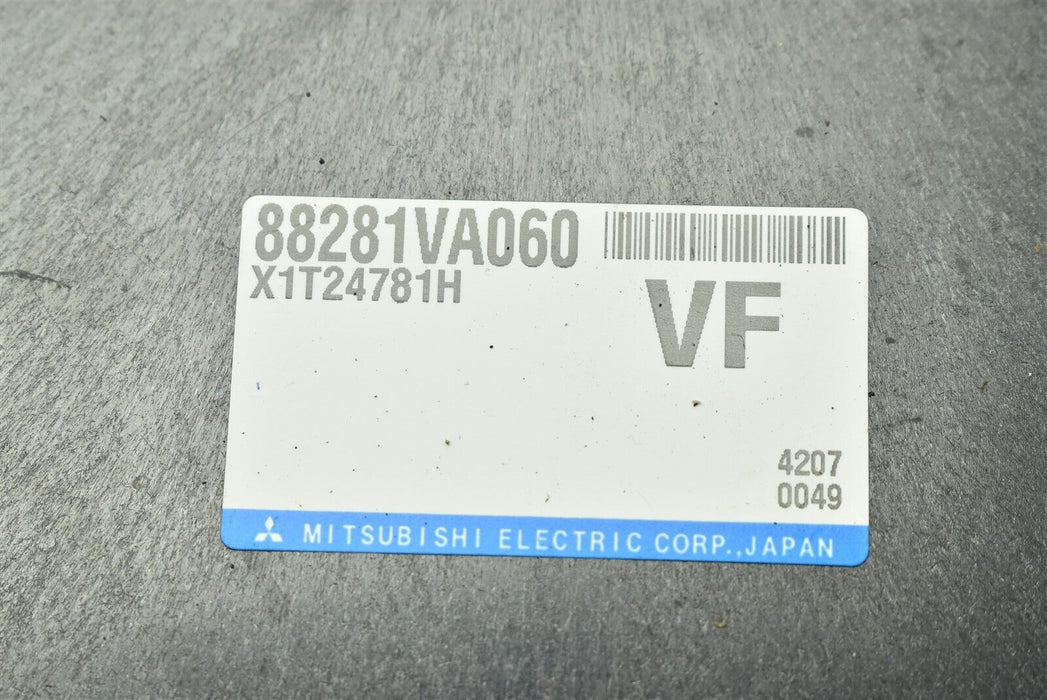 88281VA060
X1T24781H
VF
4207
0049
MITSUBISHI ELECTRIC CORP.,JAPAN